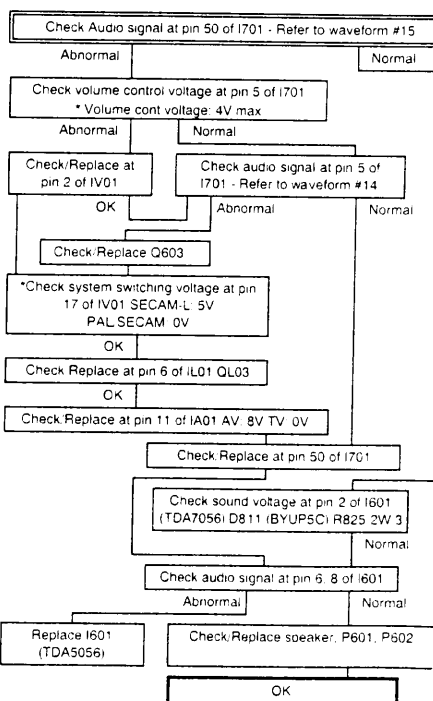 Check Audio signal at pin 50 of I701 - Refer to waveform #15
Abnormal
Normal
Check volume control voltage at pin 5 of I701
* Volume cont voltage: 4V max
Abnormal
Normal
Check/Replace at
pin 2 of IV01
Check audio signal at pin 5 of
I701 - Refer to waveform #14
OK
Abnormal
Normal
Check/Replace Q603
*Check system switching voltage at pin
17 of IV01 SECAM-L: 5V
PAL SECAM 0V
OK
Check Replace at pin 6 of IL01 QL03
OK
Check/Replace at pin 11 of IA01 AV: 8V TV 0V
Check/Replace at pin 50 of I701
Check sound voltage at pin 2 of I601
(TDA7056) D811 (BYUP5C) R825 2W 3
Normal
Check audio signal at pin 6, 8 of I601
Abnormal
Normal
Replace I601
(TDA5056)
Check/Replace speaker, P601, P602
OK